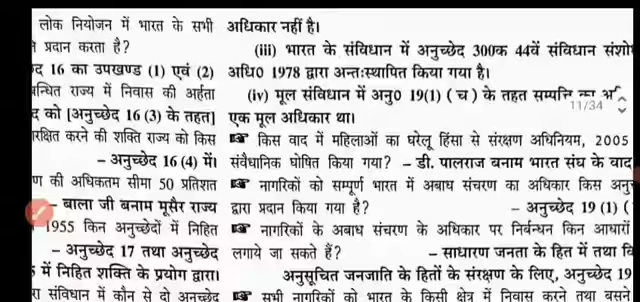 लोक नियोजन में भारत के सभी
प्रदान करता है?
16 का उपखण्ड (1) एवं (2)
राज्य में निवास की अर्हता
को [अनुच्छेद 16 (3) के तहत]
करने की शक्ति राज्य को किस
– अनुच्छेद 16 (4) में।
की अधिकतम सीमा 50 प्रतिशत
– बाला जी बनाम मूसैर राज्य
1955 किन अनुच्छेदों में निहित
– अनुच्छेद 17 तथा अनुच्छेद
में निहित शक्ति के प्रयोग द्वारा।
संविधान में कौन से दो अनुच्छेद
अधिकार नहीं है।
(iii) भारत के संविधान में अनुच्छेद 300क 44वें संविधान
अधि० 1978 द्वारा अन्तःस्थापित किया गया है।
(iv) मूल संविधान में अनु० 19(1) ( च ) के तहत सम्पत्ति का
एक मूल अधिकार था।
11/34
☞ किस वाद में महिलाओं का घरेलू हिंसा से संरक्षण अधिनियम, 2005
संवैधानिक घोषित किया गया? – डी. पालराज बनाम भारत संघ के वाद
☞ नागरिकों को सम्पूर्ण भारत में अबाध संचरण का अधिकार किस
द्वारा प्रदान किया गया है? – अनुच्छेद 19 (1) (
☞ नागरिकों के अबाध संचरण के अधिकार पर निर्बन्धन किन आधारों
लगाये जा सकते हैं? – साधारण जनता के हित में तथा
अनुसूचित जनजाति के हितों के संरक्षण के लिए, अनुच्छेद 19
☞ सभी नागरिकों को भारत के किसी क्षेत्र में निवास करने तथा बसने